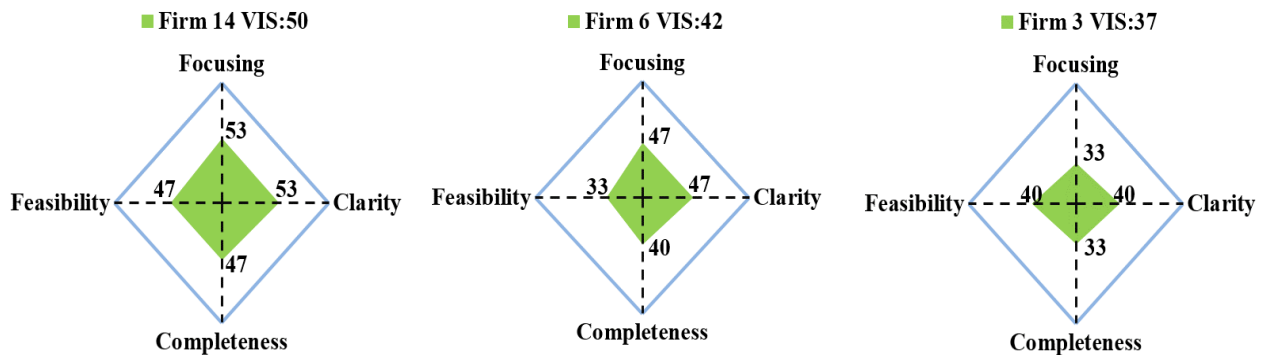 Firm 14 VIS:50
Focusing
53
Feasibility
47
53
Clarity
47
Completeness
Firm 6 VIS:42
Focusing
47
Feasibility
33
47
Clarity
40
Completeness
Firm 3 VIS:37
Focusing
33
Feasibility
40
40
Clarity
33
Completeness